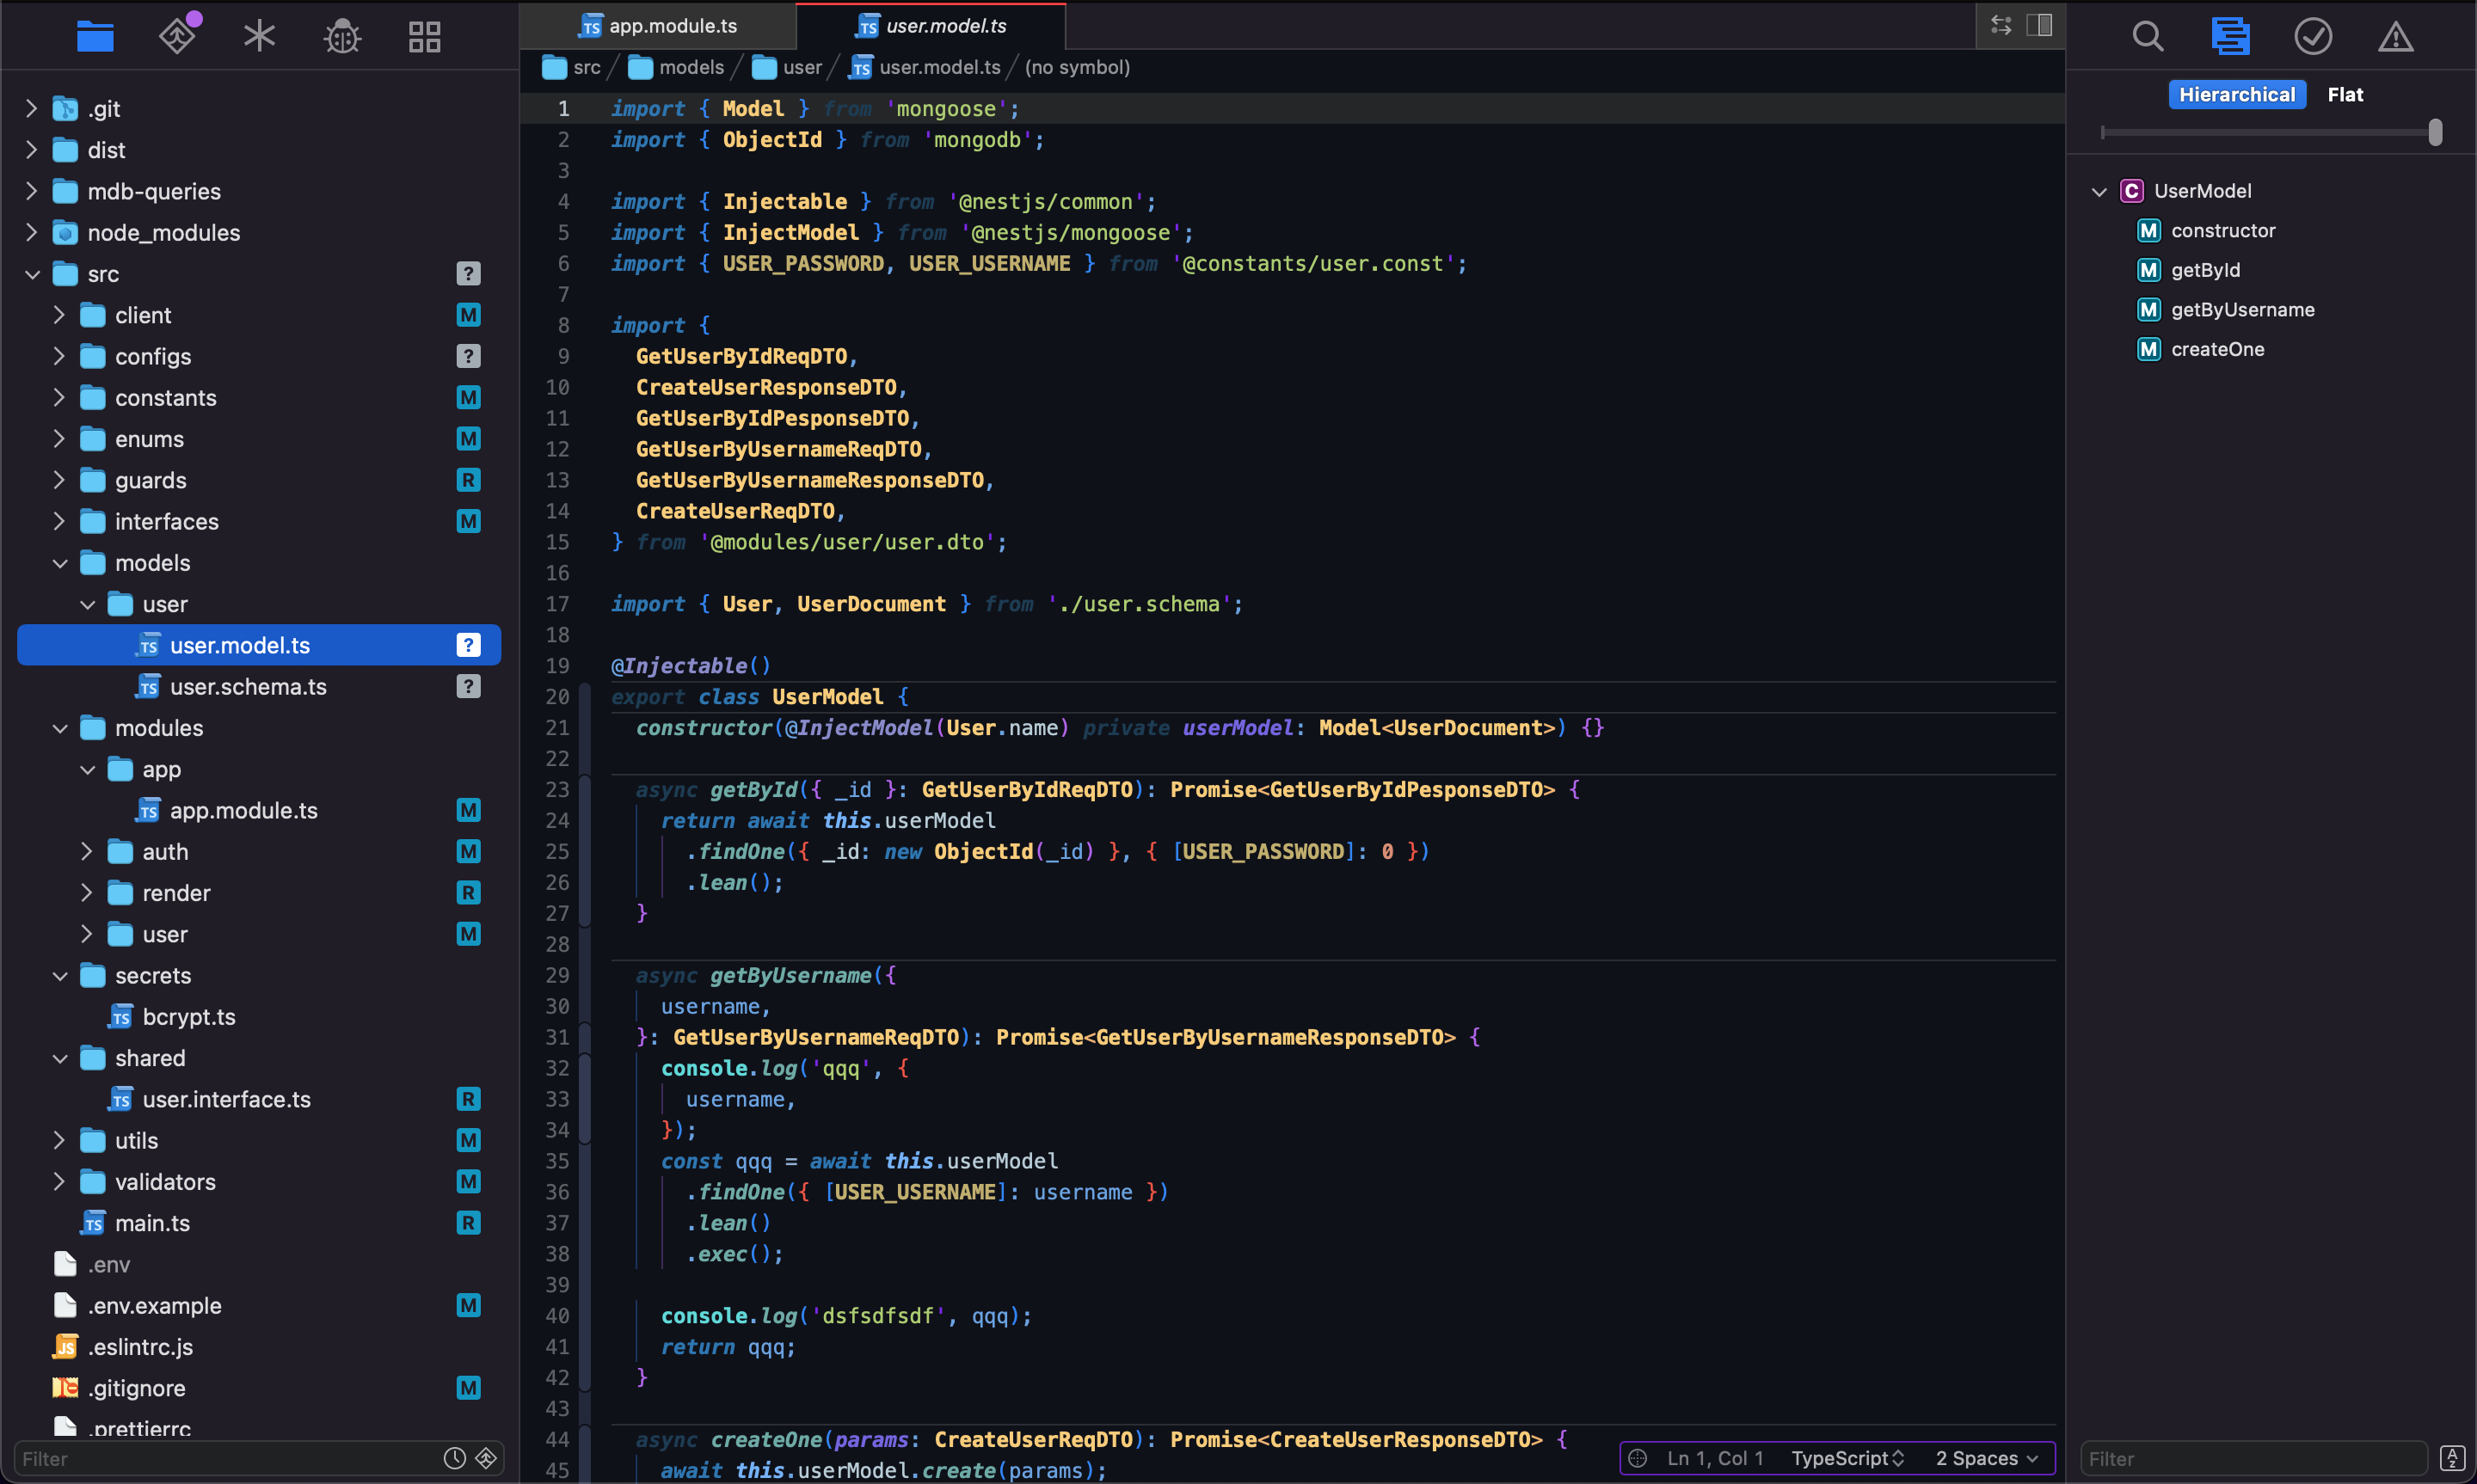 app.module.ts
user.model.ts
src / models / user / user.model.ts / (no symbol)
.git
dist
mdb-queries
node_modules
src ?
client M
configs ?
constants M
enums M
guards R
interfaces M
models
user
TS user.model.ts ?
TS user.schema.ts ?
modules
app
TS app.module.ts M
auth M
render R
user M
secrets
TS bcrypt.ts
shared
TS user.interface.ts R
utils M
validators M
TS main.ts R
.env
.env.example M
JS .eslintrc.js
.gitignore M
.prettierrc
Filter
1 import { Model } from 'mongoose';
2 import { ObjectId } from 'mongodb';
3
4 import { Injectable } from '@nestjs/common';
5 import { InjectModel } from '@nestjs/mongoose';
6 import { USER_PASSWORD, USER_USERNAME } from '@constants/user.const';
7
8 import {
9 GetUserByIdReqDTO,
10 CreateUserResponseDTO,
11 GetUserByIdPesponseDTO,
12 GetUserByUsernameReqDTO,
13 GetUserByUsernameResponseDTO,
14 CreateUserReqDTO,
15 } from '@modules/user/user.dto';
16
17 import { User, UserDocument } from './user.schema';
18
19 @Injectable()
20 export class UserModel {
21 constructor(@InjectModel(User.name) private userModel: Model<UserDocument>) {}
22
23 async getById({ _id }: GetUserByIdReqDTO): Promise<GetUserByIdPesponseDTO> {
24 return await this.userModel
25 .findOne({ _id: new ObjectId(_id) }, { [USER_PASSWORD]: 0 })
26 .lean();
27 }
28
29 async getByUsername({
30 username,
31 }: GetUserByUsernameReqDTO): Promise<GetUserByUsernameResponseDTO> {
32 console.log('qqq', {
33 username,
34 });
35 const qqq = await this.userModel
36 .findOne({ [USER_USERNAME]: username })
37 .lean()
38 .exec();
39
40 console.log('dsfsdfsdf', qqq);
41 return qqq;
42 }
43
44 async createOne(params: CreateUserReqDTO): Promise<CreateUserResponseDTO> {
45 await this.userModel.create(params);
Ln 1, Col 1 TypeScript 2 Spaces
Hierarchical Flat
C UserModel
M constructor
M getById
M getByUsername
M createOne
Filter